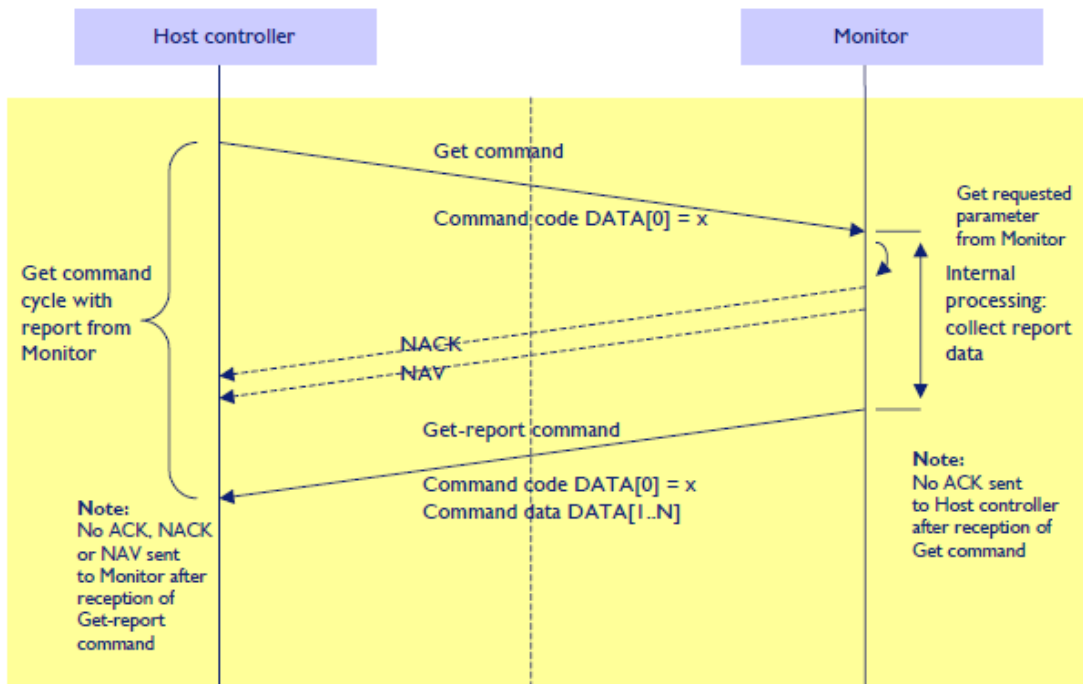 Host controller
Monitor
Get command
Command code DATA[0] = x
Get requested
parameter
from Monitor
Get command
cycle with
report from
Monitor
Internal
processing:
collect report
data
NACK
NAV
Get-report command
Command code DATA[0] = x
Command data DATA[1..N]
Note:
No ACK, NACK
or NAV sent
to Monitor after
reception of
Get-report
command
Note:
No ACK sent
to Host controller
after reception of
Get command